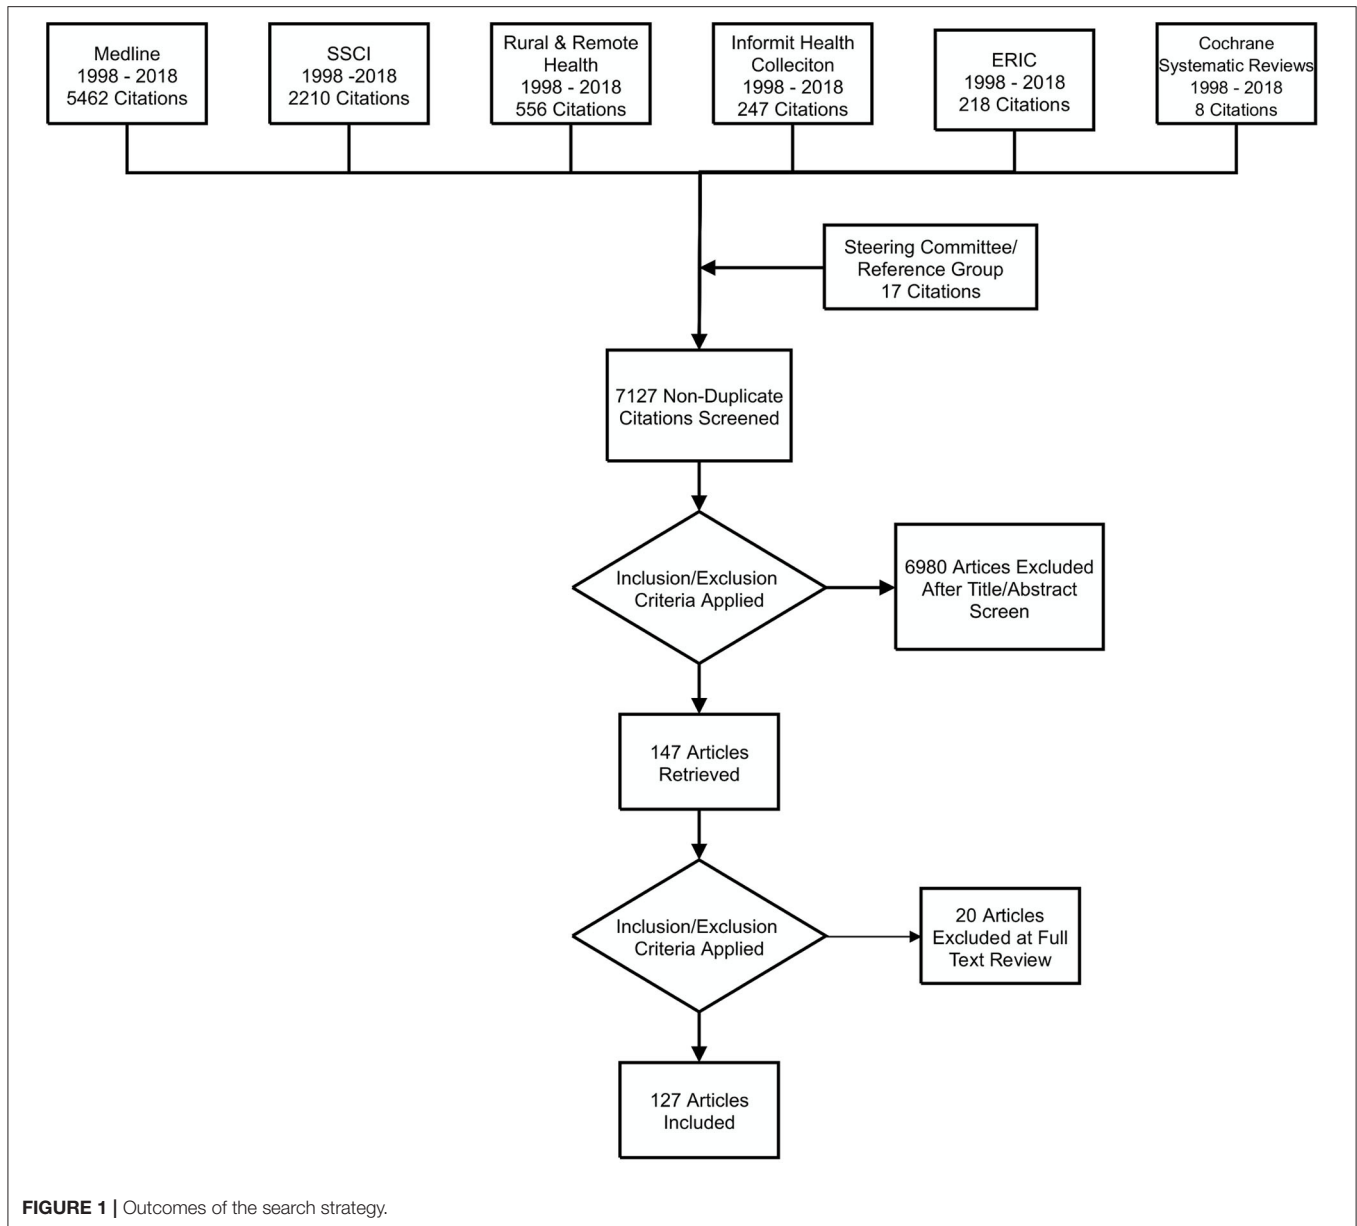 Medline
1998 - 2018
5462 Citations
SSCI
1998 -2018
2210 Citations
Rural & Remote
Health
1998 - 2018
556 Citations
Informit Health
Colleciton
1998 - 2018
247 Citations
ERIC
1998 - 2018
218 Citations
Cochrane
Systematic Reviews
1998 - 2018
8 Citations
Steering Committee/
Reference Group
17 Citations
7127 Non-Duplicate
Citations Screened
Inclusion/Exclusion
Criteria Applied
6980 Artices Excluded
After Title/Abstract
Screen
147 Articles
Retrieved
Inclusion/Exclusion
Criteria Applied
20 Articles
Excluded at Full
Text Review
127 Articles
Included
FIGURE 1 | Outcomes of the search strategy.